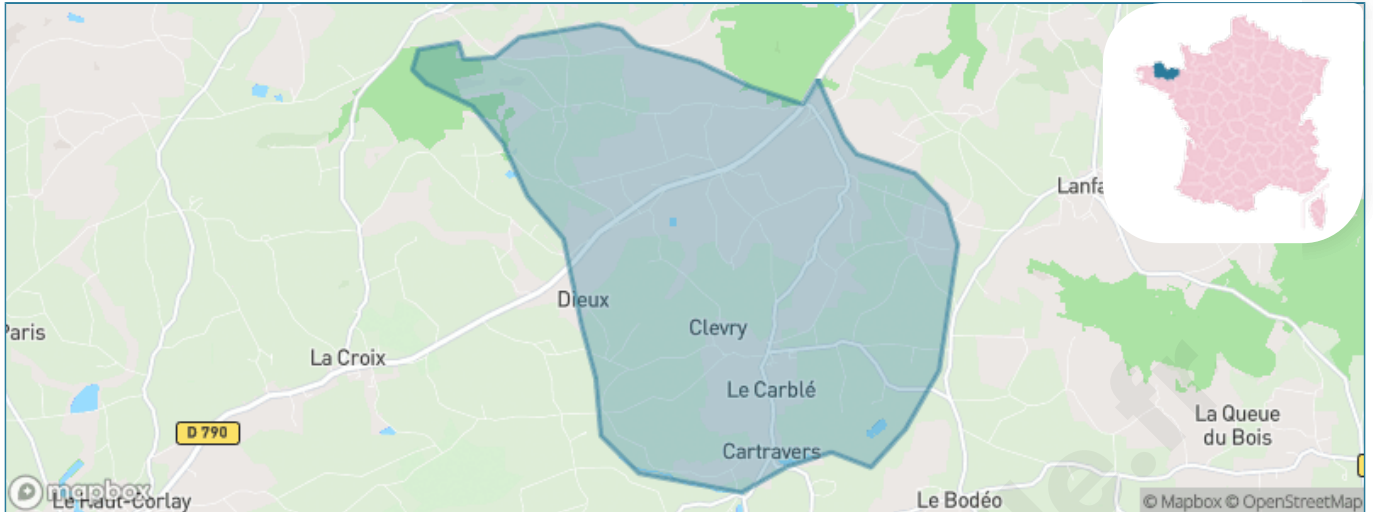 Lanfa
Dieux
Clevry
Paris
La Croix
Le Carblé
La Queue
du Bois
D 790
Cartravers
mapbox
Le Haut-Corlay
Le Bodéo
© Mapbox © OpenStreetMap